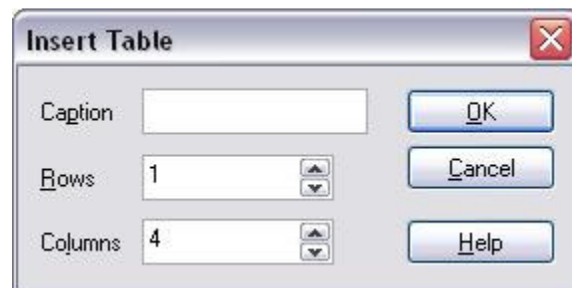 Insert Table
Caption
OK
Rows 1
Cancel
Columns 4
Help